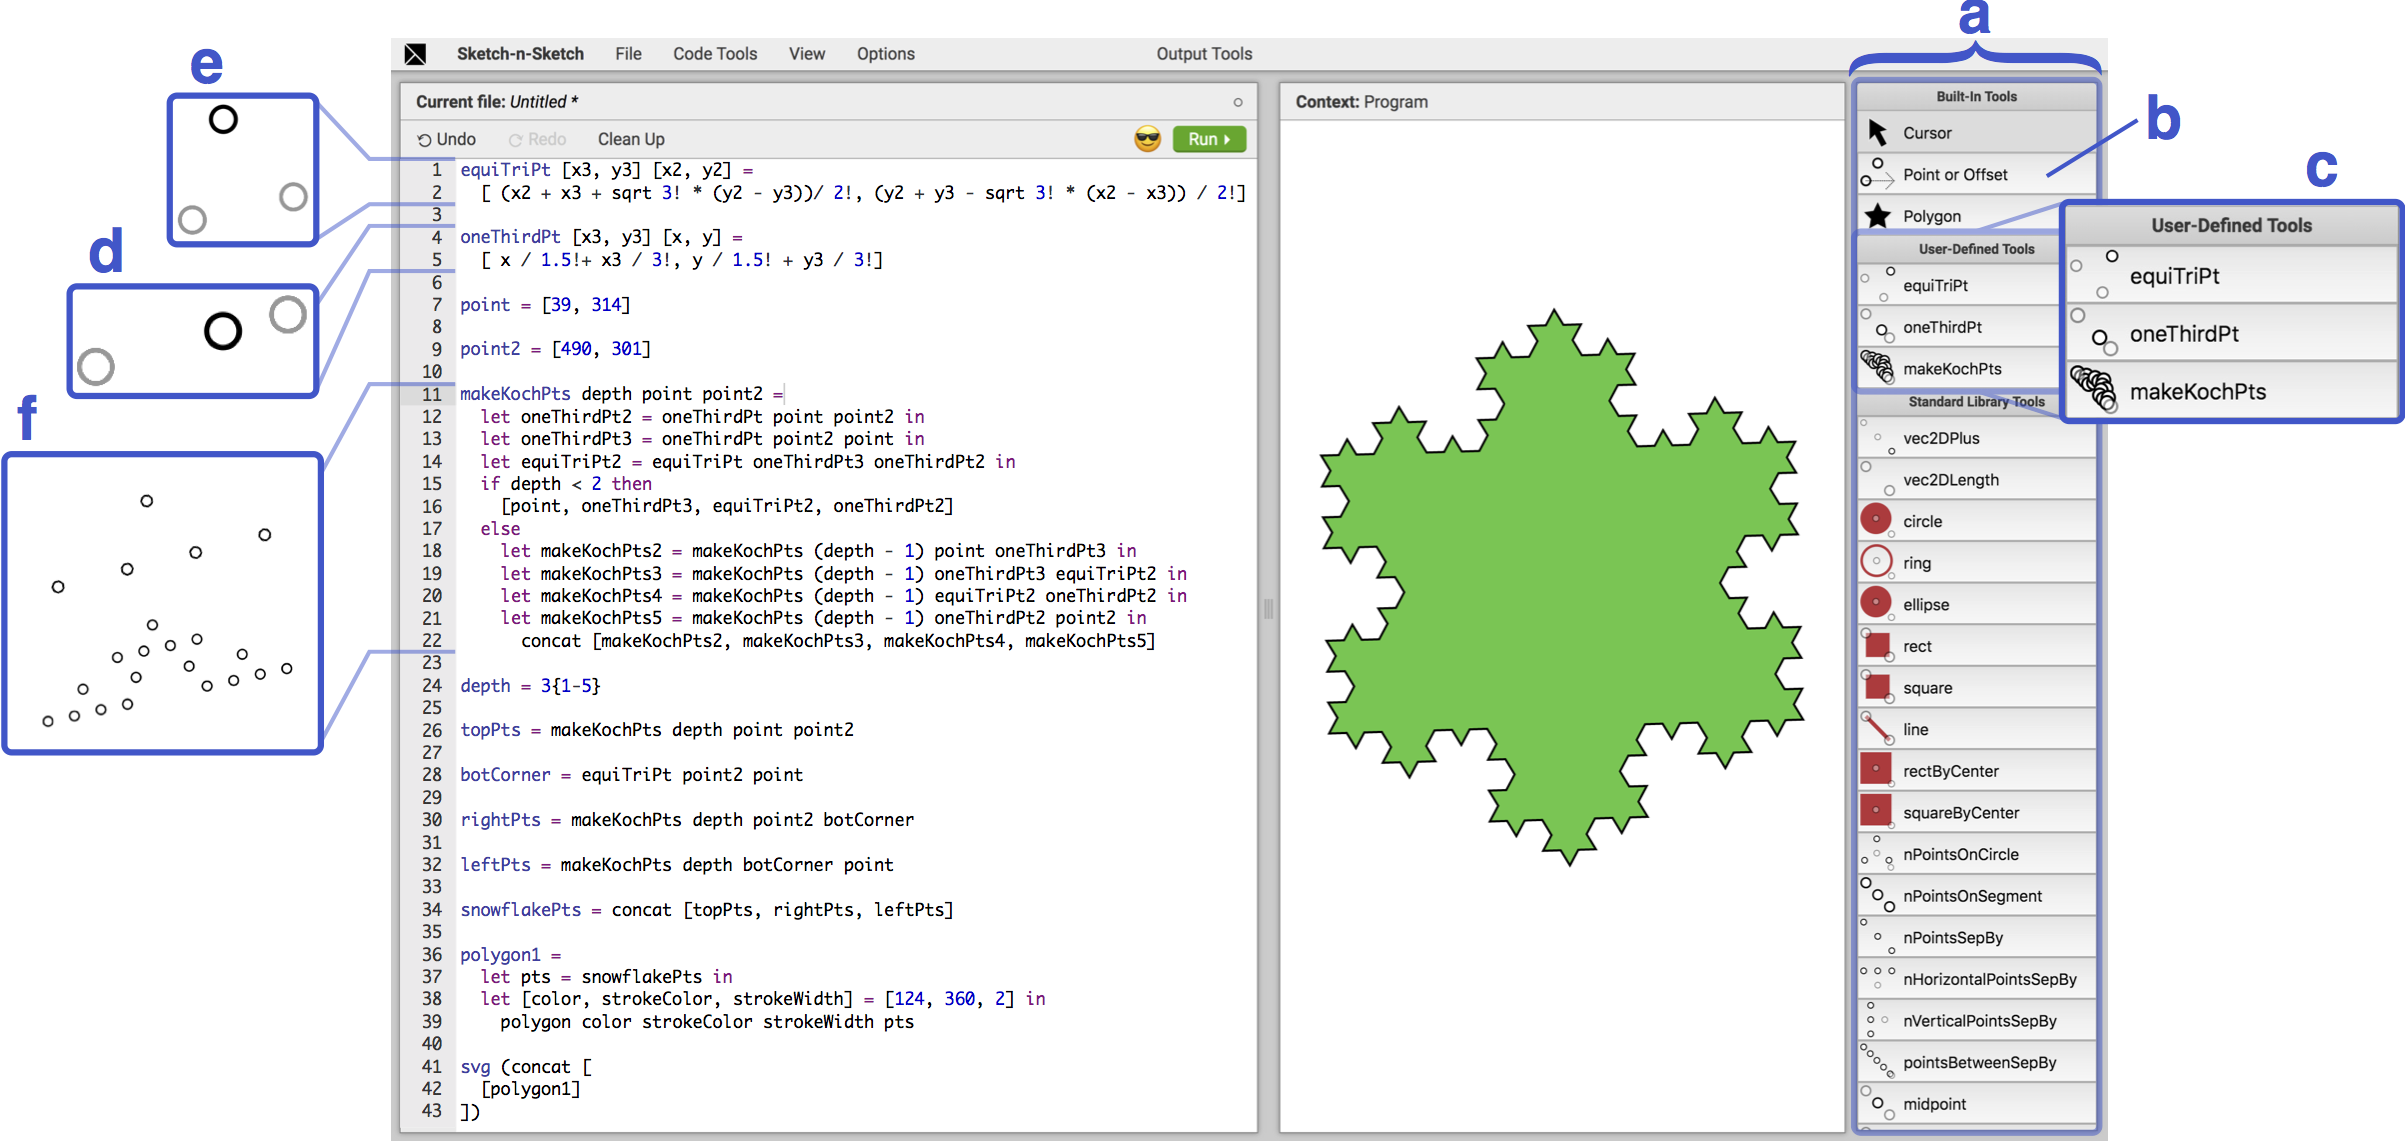 a
b
c
e
d
f
Sketch-n-Sketch File Code Tools View Options Output Tools
Current file: Untitled *
Undo Redo Clean Up Run
1 equiTriPt [x3, y3] [x2, y2] =
2 [ (x2 + x3 + sqrt 3! * (y2 - y3))/ 2!, (y2 + y3 - sqrt 3! * (x2 - x3)) / 2!]
3
4 oneThirdPt [x3, y3] [x, y] =
5 [ x / 1.5!+ x3 / 3!, y / 1.5! + y3 / 3!]
6
7 point = [39, 314]
8
9 point2 = [490, 301]
10
11 makeKochPts depth point point2 =
12 let oneThirdPt2 = oneThirdPt point point2 in
13 let oneThirdPt3 = oneThirdPt point2 point in
14 let equiTriPt2 = equiTriPt oneThirdPt3 oneThirdPt2 in
15 if depth < 2 then
16 [point, oneThirdPt3, equiTriPt2, oneThirdPt2]
17 else
18 let makeKochPts2 = makeKochPts (depth - 1) point oneThirdPt3 in
19 let makeKochPts3 = makeKochPts (depth - 1) oneThirdPt3 equiTriPt2 in
20 let makeKochPts4 = makeKochPts (depth - 1) equiTriPt2 oneThirdPt2 in
21 let makeKochPts5 = makeKochPts (depth - 1) oneThirdPt2 point2 in
22 concat [makeKochPts2, makeKochPts3, makeKochPts4, makeKochPts5]
23
24 depth = 3{1-5}
25
26 topPts = makeKochPts depth point point2
27
28 botCorner = equiTriPt point2 point
29
30 rightPts = makeKochPts depth point2 botCorner
31
32 leftPts = makeKochPts depth botCorner point
33
34 snowflakePts = concat [topPts, rightPts, leftPts]
35
36 polygon1 =
37 let pts = snowflakePts in
38 let [color, strokeColor, strokeWidth] = [124, 360, 2] in
39 polygon color strokeColor strokeWidth pts
40
41 svg (concat [
42 [polygon1]
43 ])
Context: Program
Built-In Tools
Cursor
Point or Offset
Polygon
User-Defined Tools
equiTriPt
oneThirdPt
makeKochPts
Standard Library Tools
vec2DPlus
vec2DLength
circle
ring
ellipse
rect
square
line
rectByCenter
squareByCenter
nPointsOnCircle
nPointsOnSegment
nPointsSepBy
nHorizontalPointsSepBy
nVerticalPointsSepBy
pointsBetweenSepBy
midpoint
User-Defined Tools
equiTriPt
oneThirdPt
makeKochPts